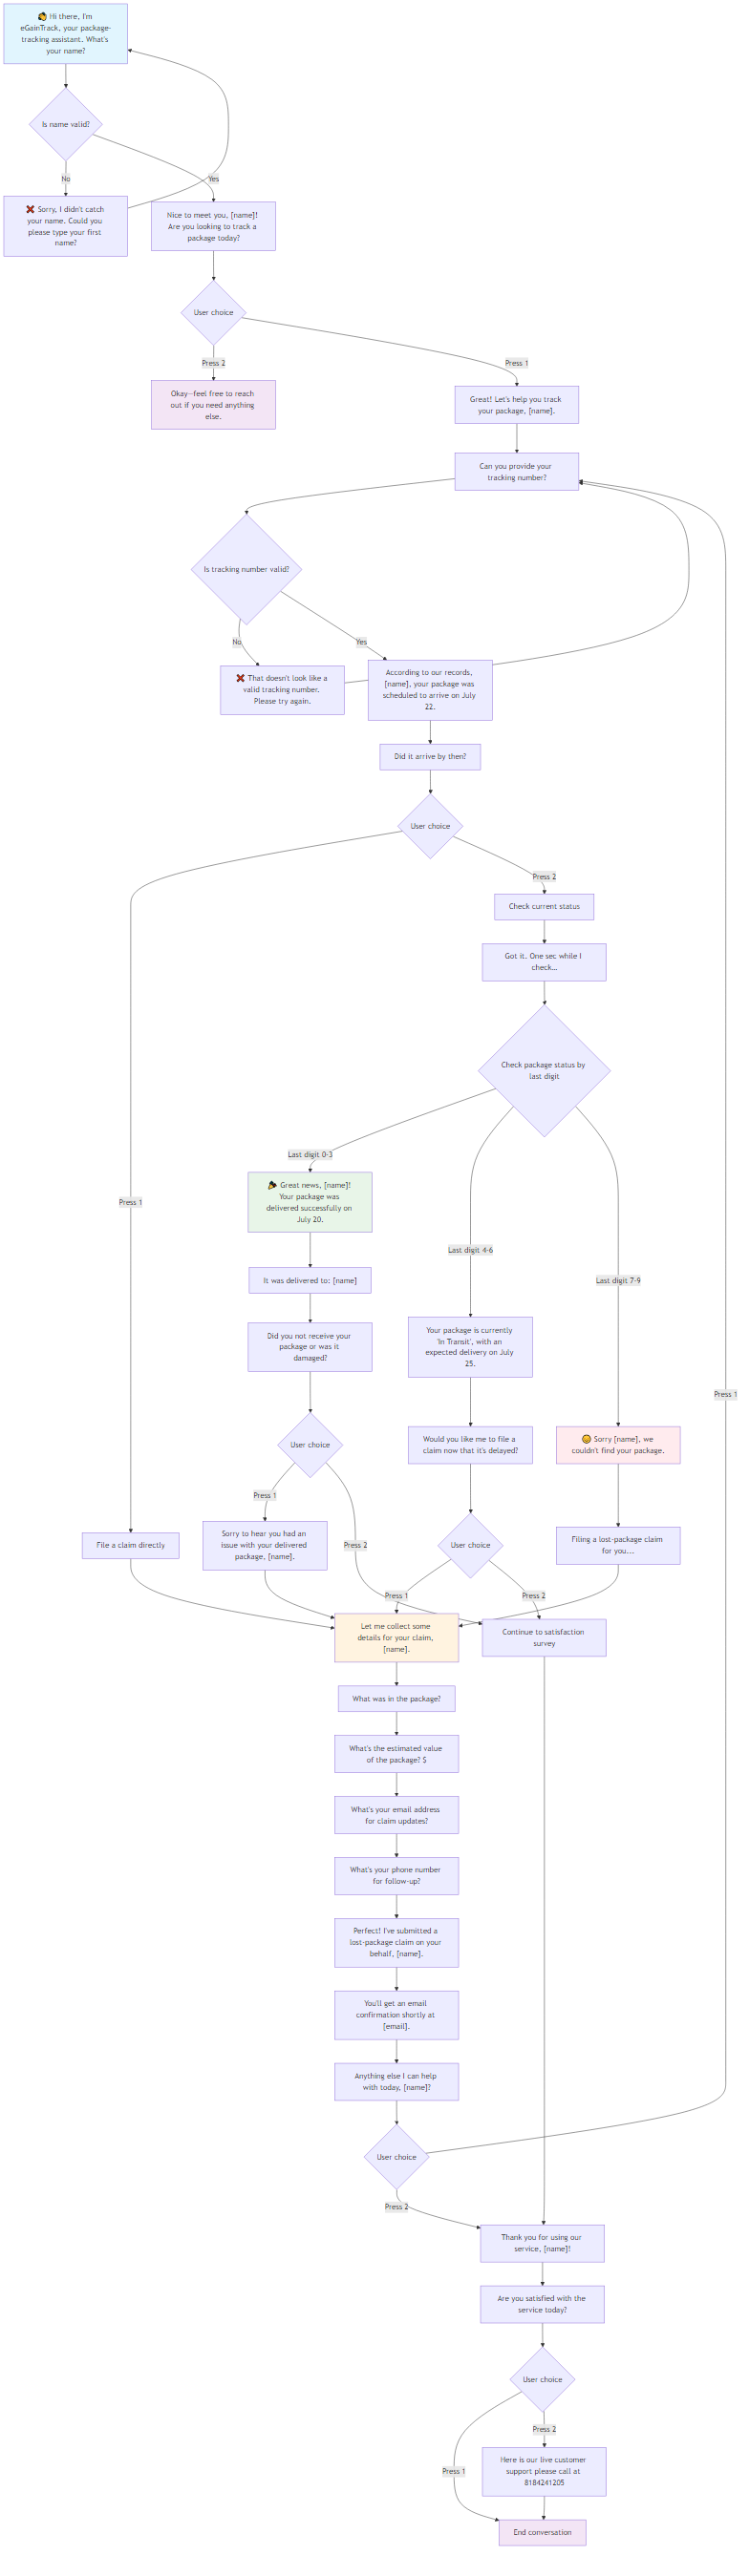 Hi there, I'm
eGainTrack, your package-
tracking assistant. What's
your name?
Is name valid?
No
Yes
Sorry, I didn't catch
your name. Could you
please type your first
name?
Nice to meet you, [name]!
Are you looking to track a
package today?
User choice
Press 2
Press 1
Okay—feel free to reach
out if you need anything
else.
Great! Let's help you track
your package, [name].
Can you provide your
tracking number?
Is tracking number valid?
No
Yes
That doesn't look like a
valid tracking number.
Please try again.
According to our records,
[name], your package was
scheduled to arrive on July
22.
Did it arrive by then?
User choice
Press 2
Check current status
Got it. One sec while I
check...
Check package status by
last digit
Last digit 0-3
Press 1
Great news, [name]!
Your package was
delivered successfully on
July 20.
Last digit 4-6
Last digit 7-9
It was delivered to: [name]
Did you not receive your
package or was it
damaged?
Your package is currently
'In Transit', with an
expected delivery on July
25.
Press 1
User choice
Would you like me to file a
claim now that it's delayed?
Sorry [name], we
couldn't find your package.
Press 1
File a claim directly
Sorry to hear you had an
issue with your delivered
package, [name].
Press 2
User choice
Filing a lost-package claim
for you...
Press 1
Press 2
Let me collect some
details for your claim,
[name].
Continue to satisfaction
survey
What was in the package?
What's the estimated value
of the package? $
What's your email address
for claim updates?
What's your phone number
for follow-up?
Perfect! I've submitted a
lost-package claim on your
behalf, [name].
You'll get an email
confirmation shortly at
[email].
Anything else I can help
with today, [name]?
User choice
Press 2
Thank you for using our
service, [name]!
Are you satisfied with the
service today?
User choice
Press 2
Press 1
Here is our live customer
support please call at
8184241205
End conversation